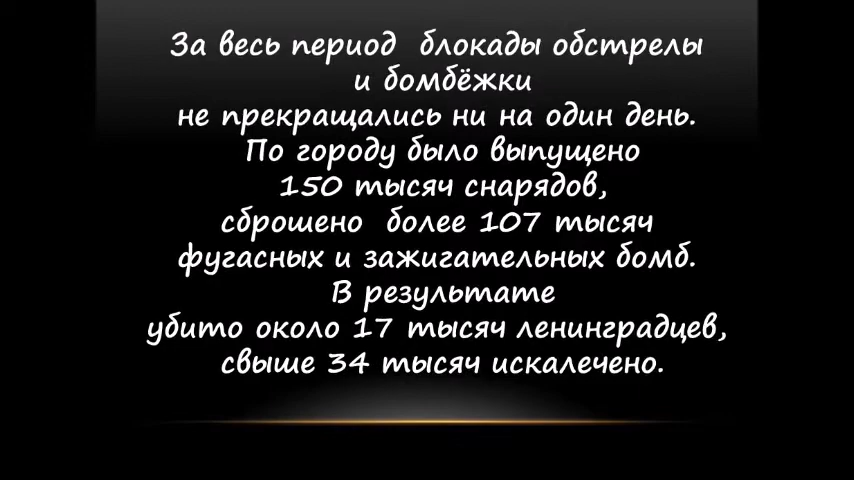 За весь период блокады обстрелы
и бомбёжки
не прекращались ни на один день.
По городу было выпущено
150 тысяч снарядов,
сброшено более 107 тысяч
фугасных и зажигательных бомб.
В результате
убито около 17 тысяч ленинградцев,
свыше 34 тысяч искалечено.